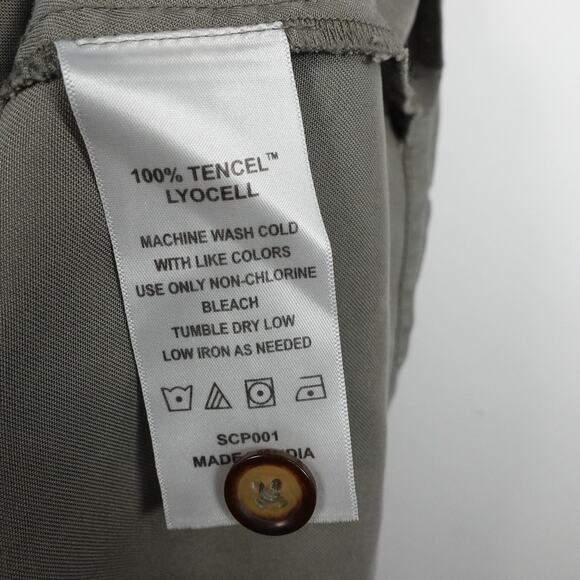 100% TENCEL™
LYOCELL
MACHINE WASH COLD
WITH LIKE COLORS
USE ONLY NON-CHLORINE
BLEACH
TUMBLE DRY LOW
LOW IRON AS NEEDED
SCP001
MADE